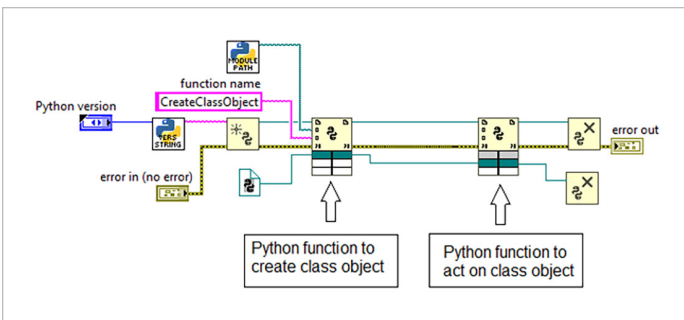 MODULE
PATH
function name
CreateClassObject
Python version
VERS
STRING
error in (no error)
error out
Python function to
create class object
Python function to
act on class object